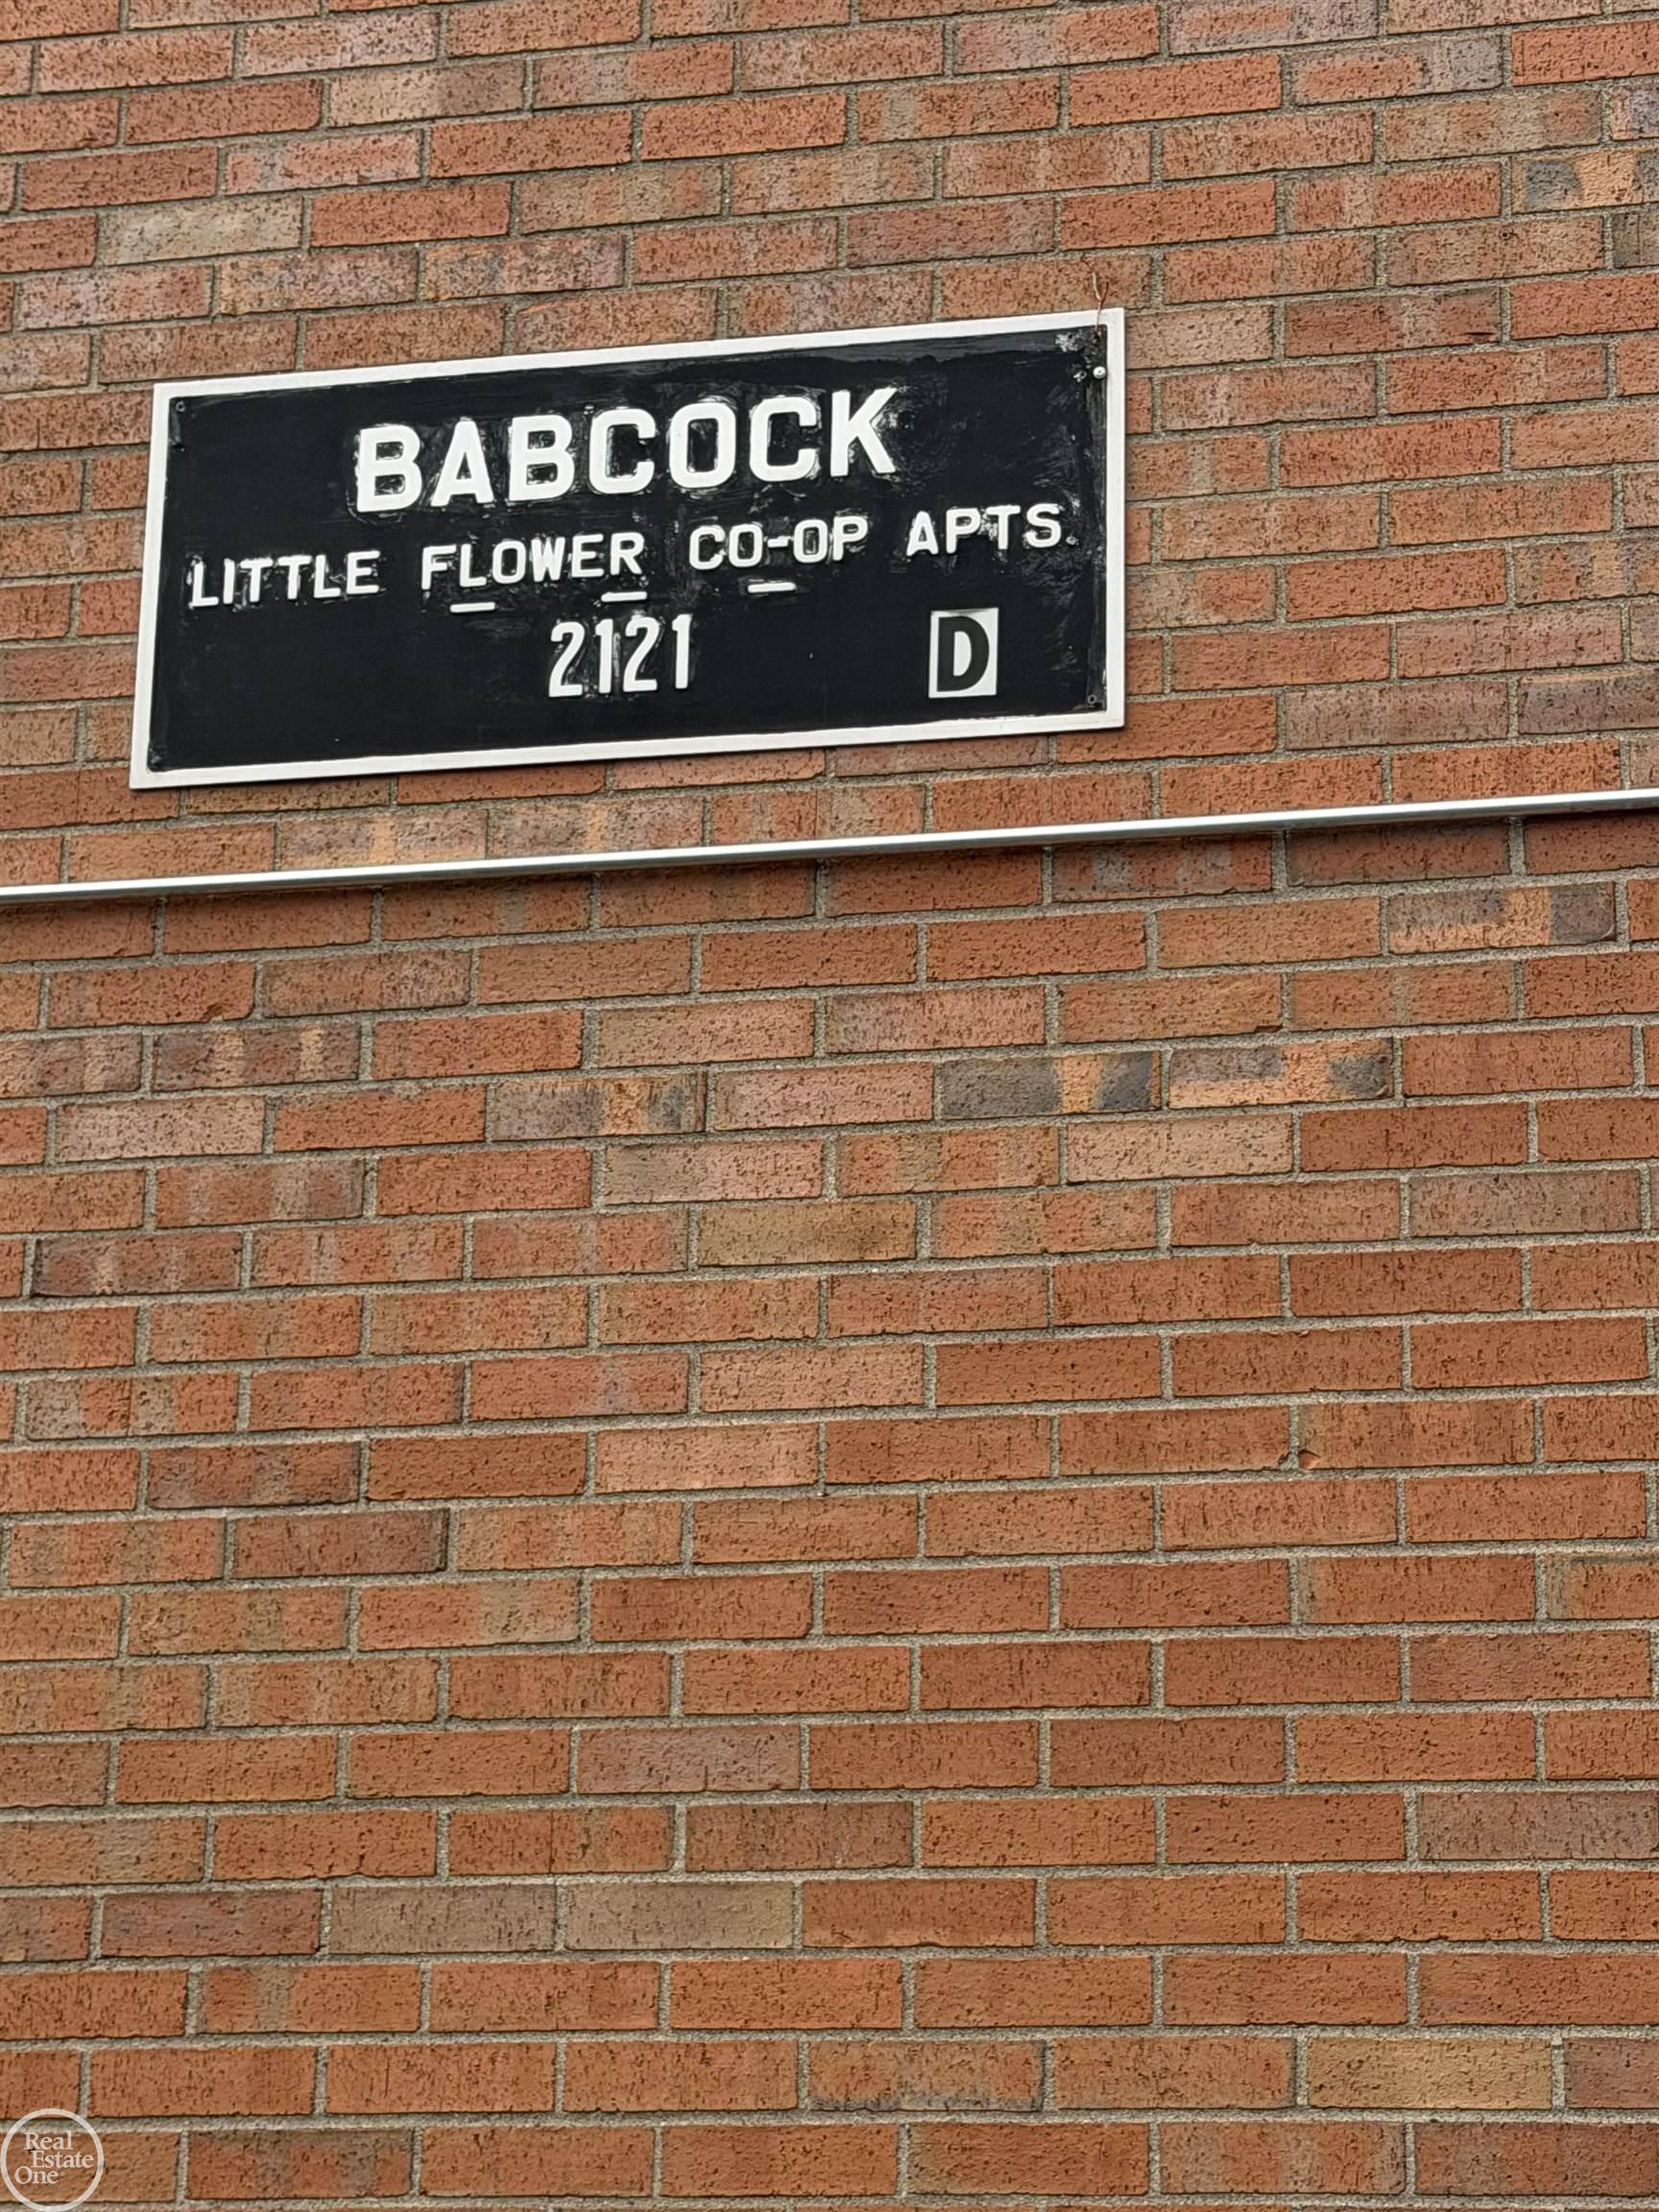 BABCOCK
LITTLE FLOWER CO-OP APTS.
2121 D
Real
Estate
One